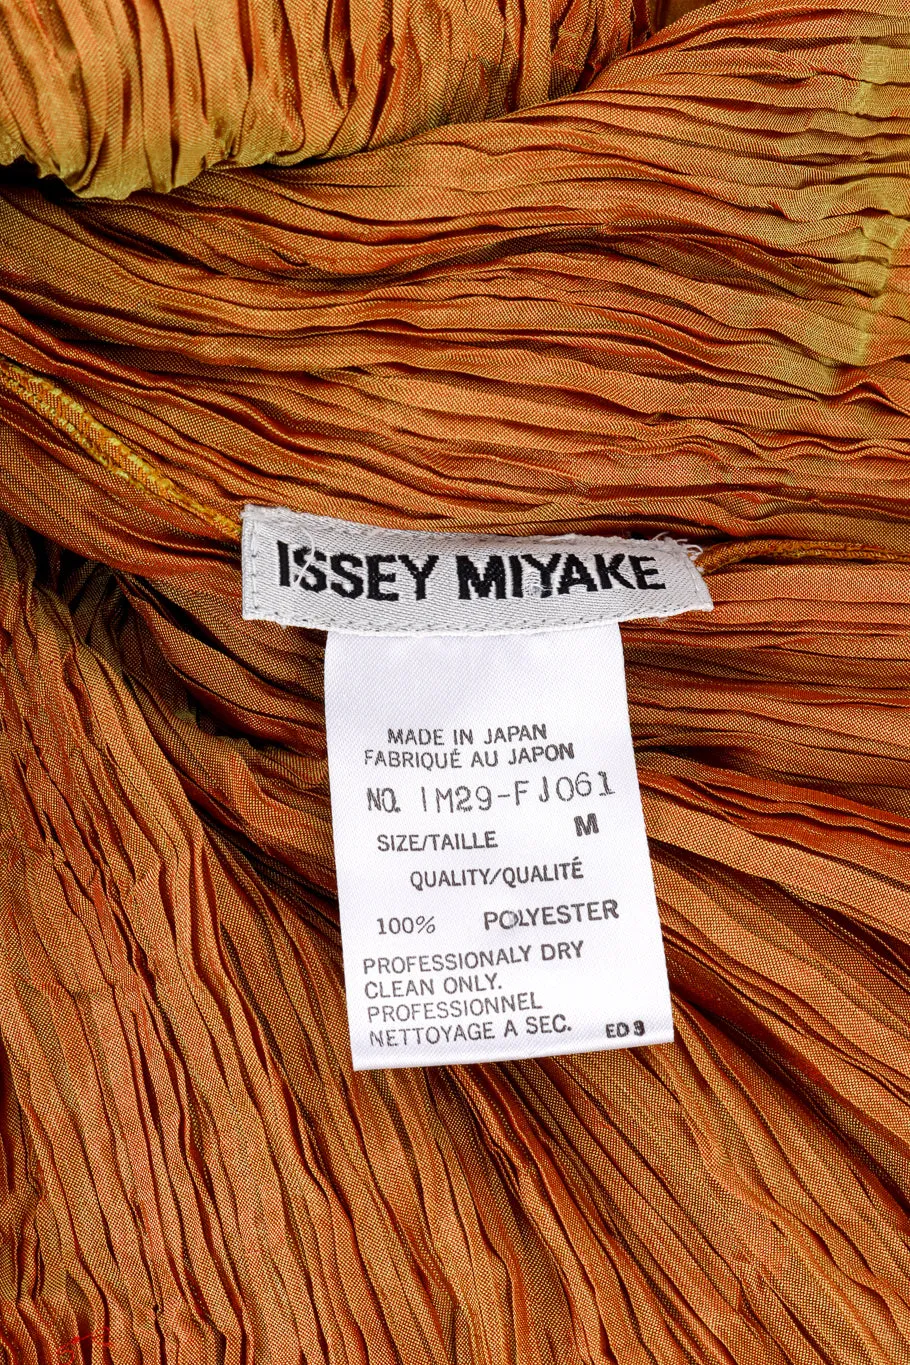 ISSEY MIYAKE
MADE IN JAPAN
FABRIQUÉ AU JAPON
NO. IM29-FJ061
SIZE/TAILLE M
QUALITY/QUALITÉ
100% POLYESTER
PROFESSIONALY DRY
CLEAN ONLY.
PROFESSIONNEL
NETTOYAGE A SEC. ED 9